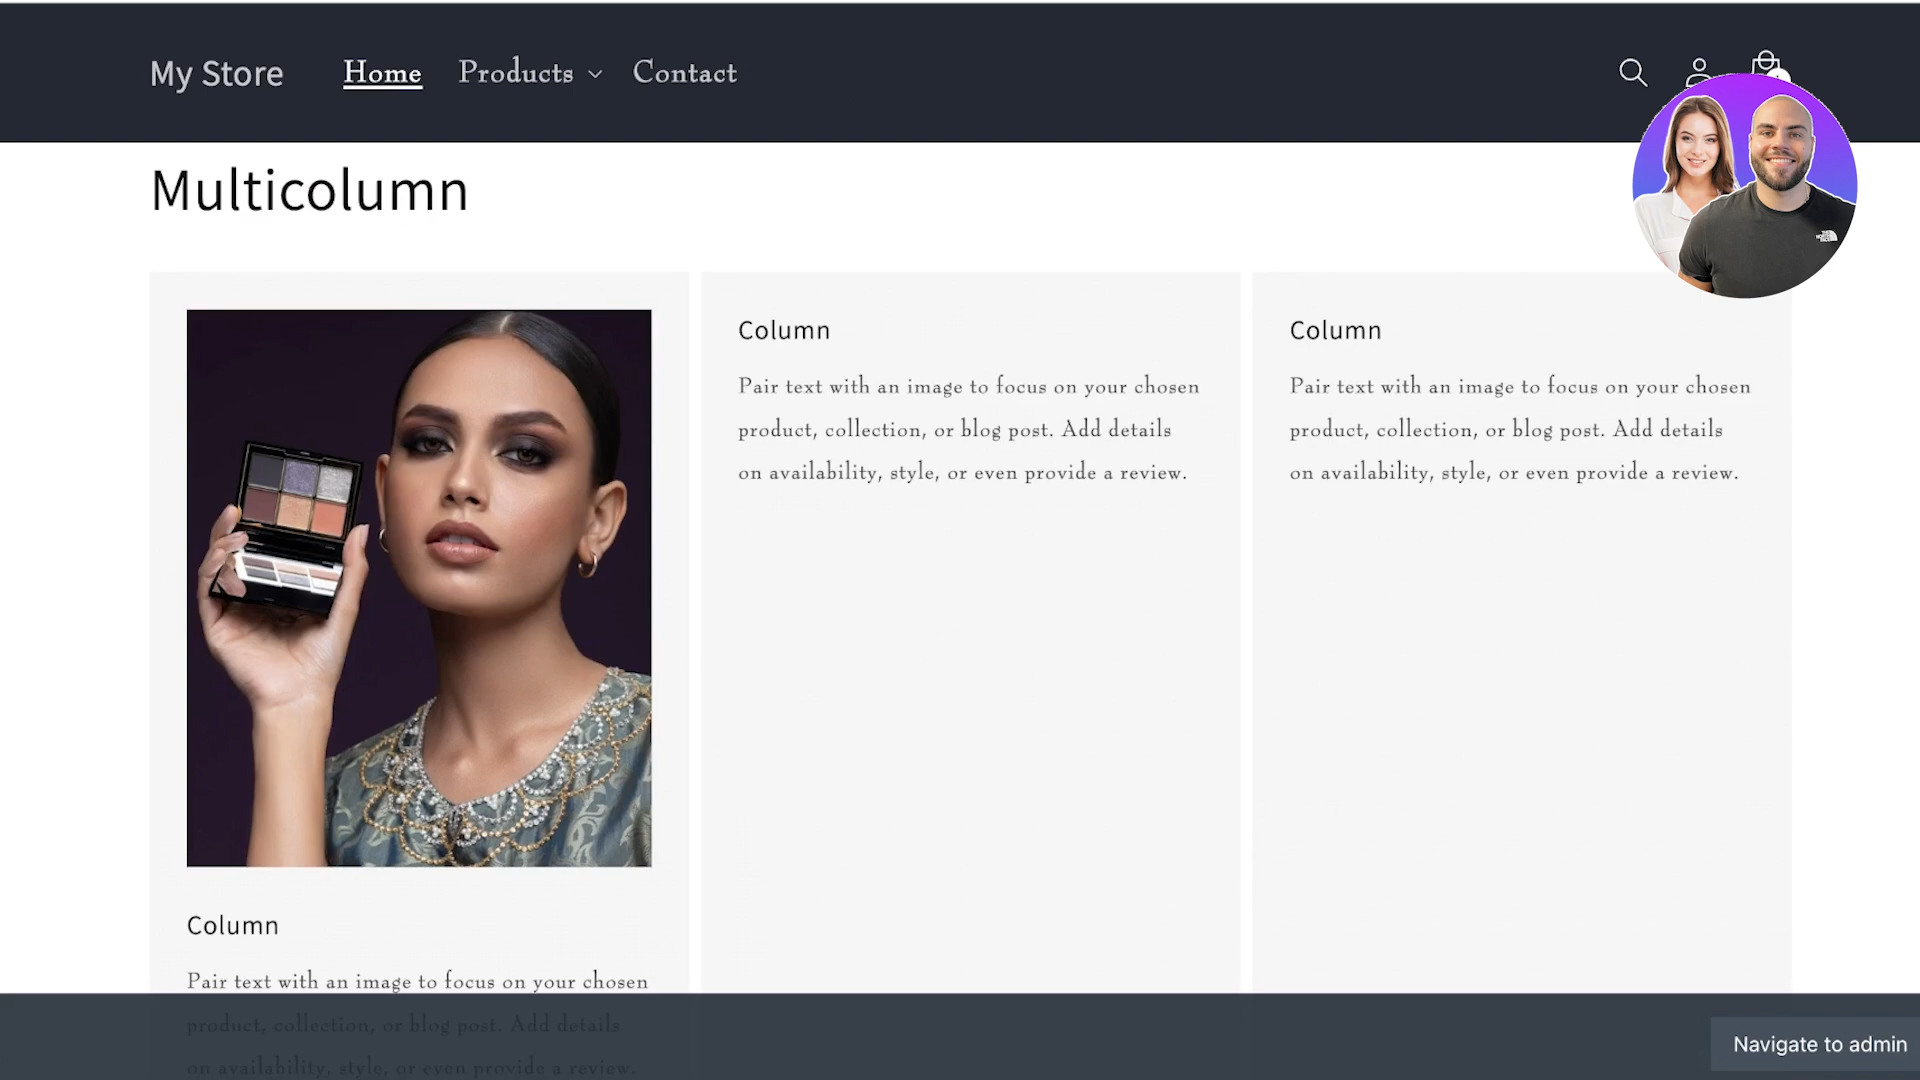 My Store
Home
Products
Contact
Multicolumn
Column
Pair text with an image to focus on your chosen
product, collection, or blog post. Add details
on availability, style, or even provide a review.
Column
Pair text with an image to focus on your chosen
product, collection, or blog post. Add details
on availability, style, or even provide a review.
Column
Pair text with an image to focus on your chosen
product, collection, or blog post. Add details
on availability, style, or even provide a review.
Navigate to admin
THE
NORTH
FACE